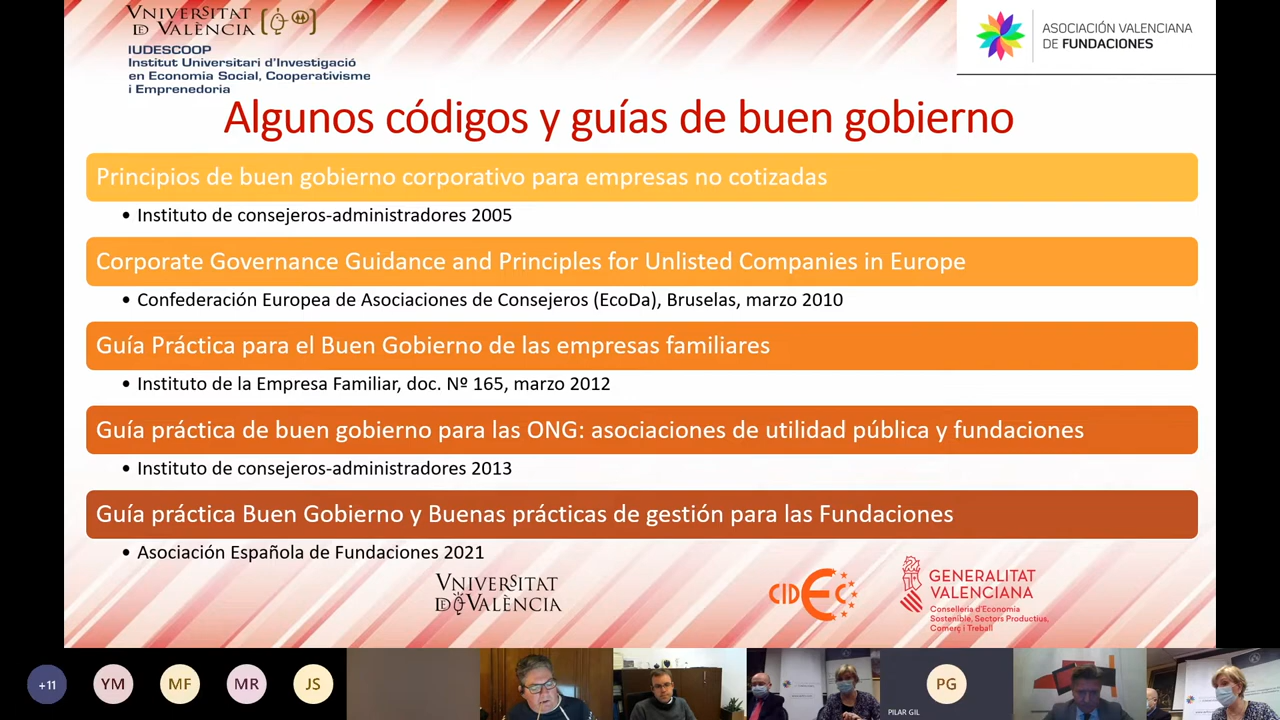 VNIVERSITAT
DE VALÈNCIA
IUDESCOOP
Institut Universitari d'Investigació
en Economia Social, Cooperativisme
i Emprenedoria
ASOCIACIÓN VALENCIANA
DE FUNDACIONES
Algunos códigos y guías de buen gobierno
Principios de buen gobierno corporativo para empresas no cotizadas
• Instituto de consejeros-administradores 2005
Corporate Governance Guidance and Principles for Unlisted Companies in Europe
• Confederación Europea de Asociaciones de Consejeros (EcoDa), Bruselas, marzo 2010
Guía Práctica para el Buen Gobierno de las empresas familiares
• Instituto de la Empresa Familiar, doc. Nº 165, marzo 2012
Guía práctica de buen gobierno para las ONG: asociaciones de utilidad pública y fundaciones
• Instituto de consejeros-administradores 2013
Guía práctica Buen Gobierno y Buenas prácticas de gestión para las Fundaciones
• Asociación Española de Fundaciones 2021
VNIVERSITAT
DE VALÈNCIA
CIDEC
GENERALITAT
VALENCIANA
Conselleria d'Economia
Sostenible, Sectors Productius,
Comerç i Treball
+11
YM
MF
MR
JS
PG
PILAR GIL